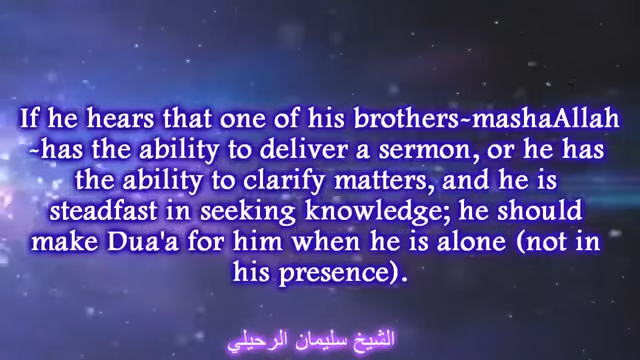 If he hears that one of his brothers-mashaAllah
-has the ability to deliver a sermon, or he has
the ability to clarify matters, and he is
steadfast in seeking knowledge; he should
make Dua'a for him when he is alone (not in
his presence).
الشيخ سليمان الرحيلي